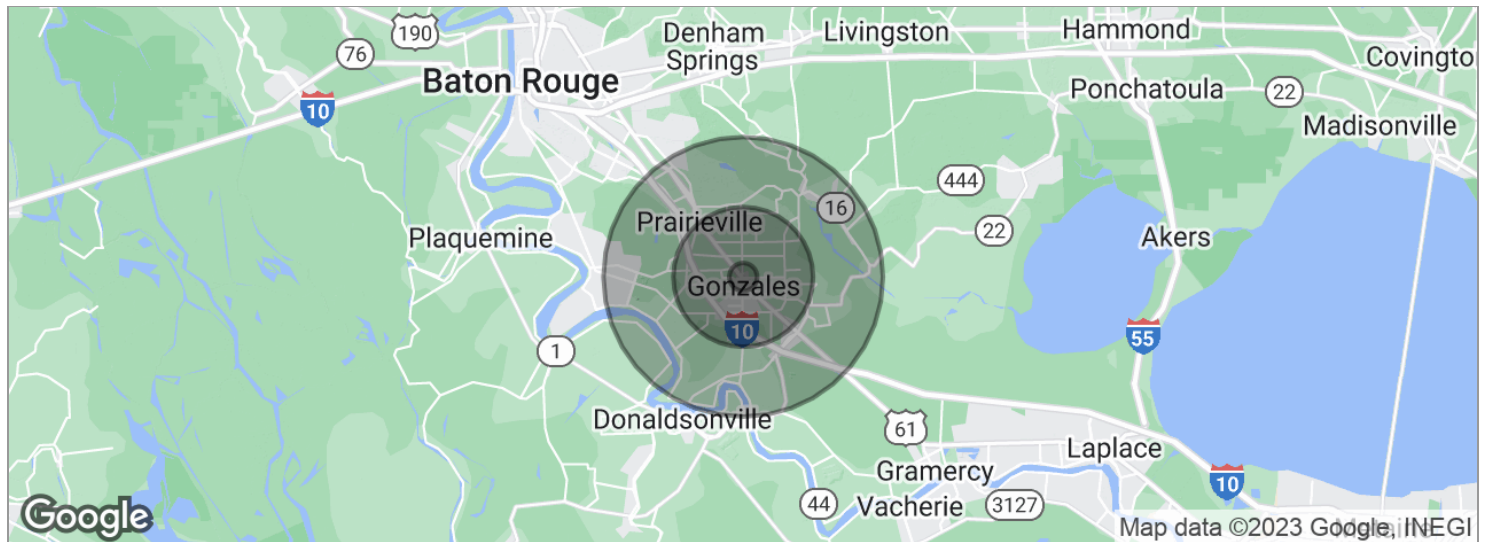 190
Denham
Springs
Livingston
Hammond
76
Covingto
Baton Rouge
10
Ponchatoula
22
Madisonville
444
16
Prairieville
22
Plaquemine
Akers
Gonzales
10
55
1
Donaldsonville
61
Laplace
Gramercy
10
44
Vacherie
3127
Google
Map data ©2023 Google, INEGI